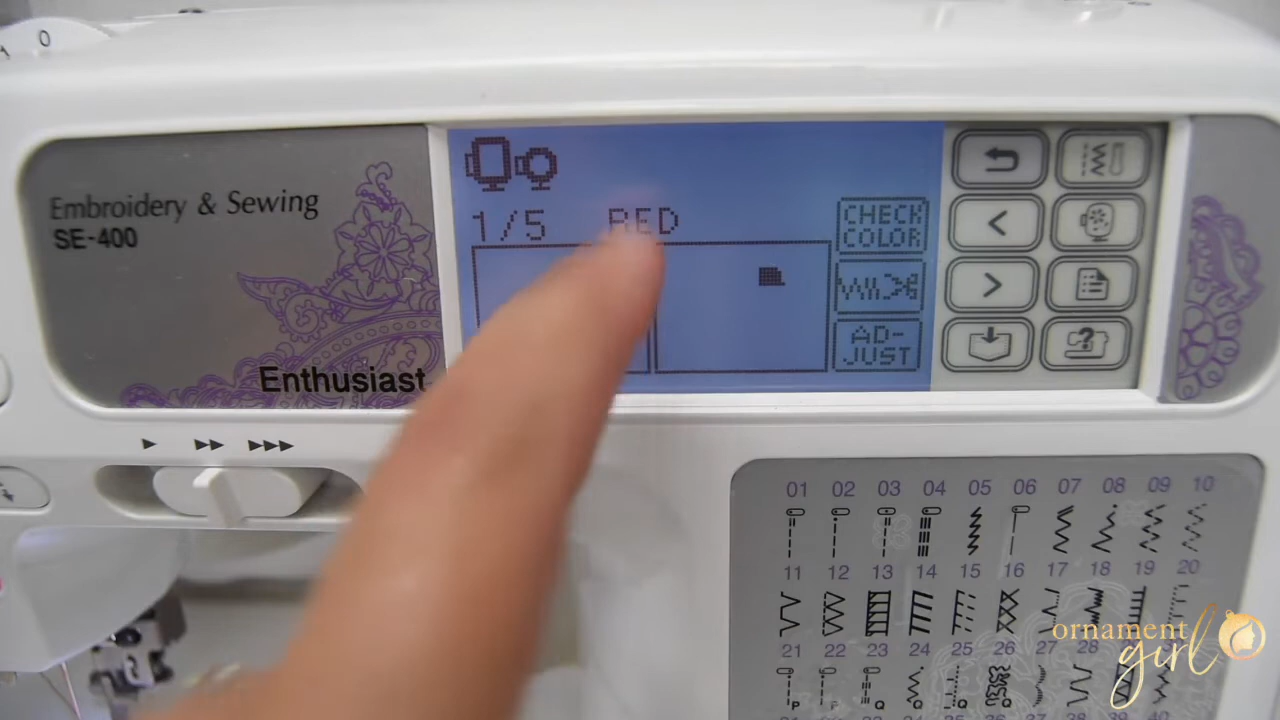 0
Embroidery & Sewing
SE-400
Enthusiast
1/5 RED
CHECK
COLOR
AD-
JUST
01 02 03 04 05 06 07 08 09 10
11 12 13 14 15 16 17 18 19 20
21 22 23 24 25 26 27 28
ornament
girl